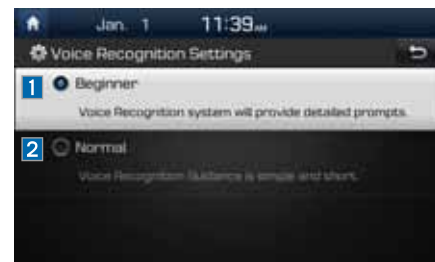 Jan. 1 11:39
Voice Recognition Settings
1 Beginner
Voice Recognition system will provide detailed prompts.
2 Normal
Voice Recognition Guidance is simple and short.